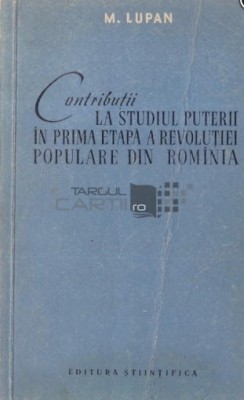 M. LUPAN
Contribuții
LA STUDIUL PUTERII
ÎN PRIMA ETAPĂ A REVOLUȚIEI
POPULARE DIN ROMÎNIA
TARGUL
CARTII.ro
EDITURA ȘTIINȚIFICĂ